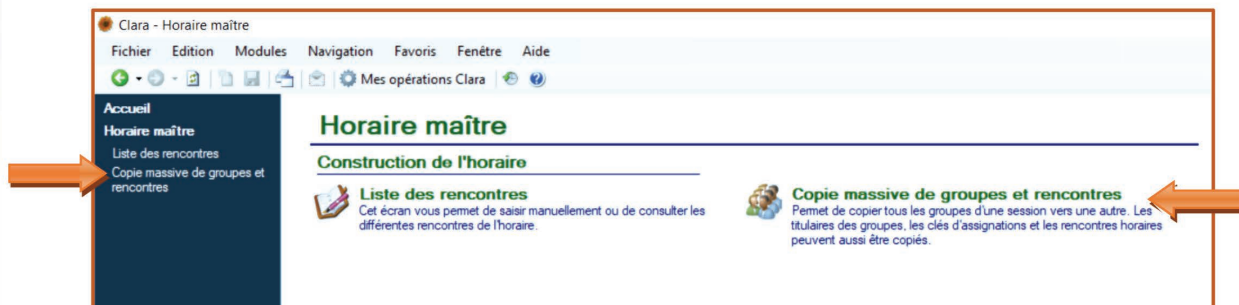 Clara - Horaire maître
Fichier Edition Modules Navigation Favoris Fenêtre Aide
Mes opérations Clara
Accueil
Horaire maître
Liste des rencontres
Copie massive de groupes et
rencontres
Horaire maître
Construction de l'horaire
Liste des rencontres
Cet écran vous permet de saisir manuellement ou de consulter les
différentes rencontres de l'horaire.
Copie massive de groupes et rencontres
Permet de copier tous les groupes d'une session vers une autre. Les
titulaires des groupes, les clés d'assignations et les rencontres horaires
peuvent aussi être copiés.